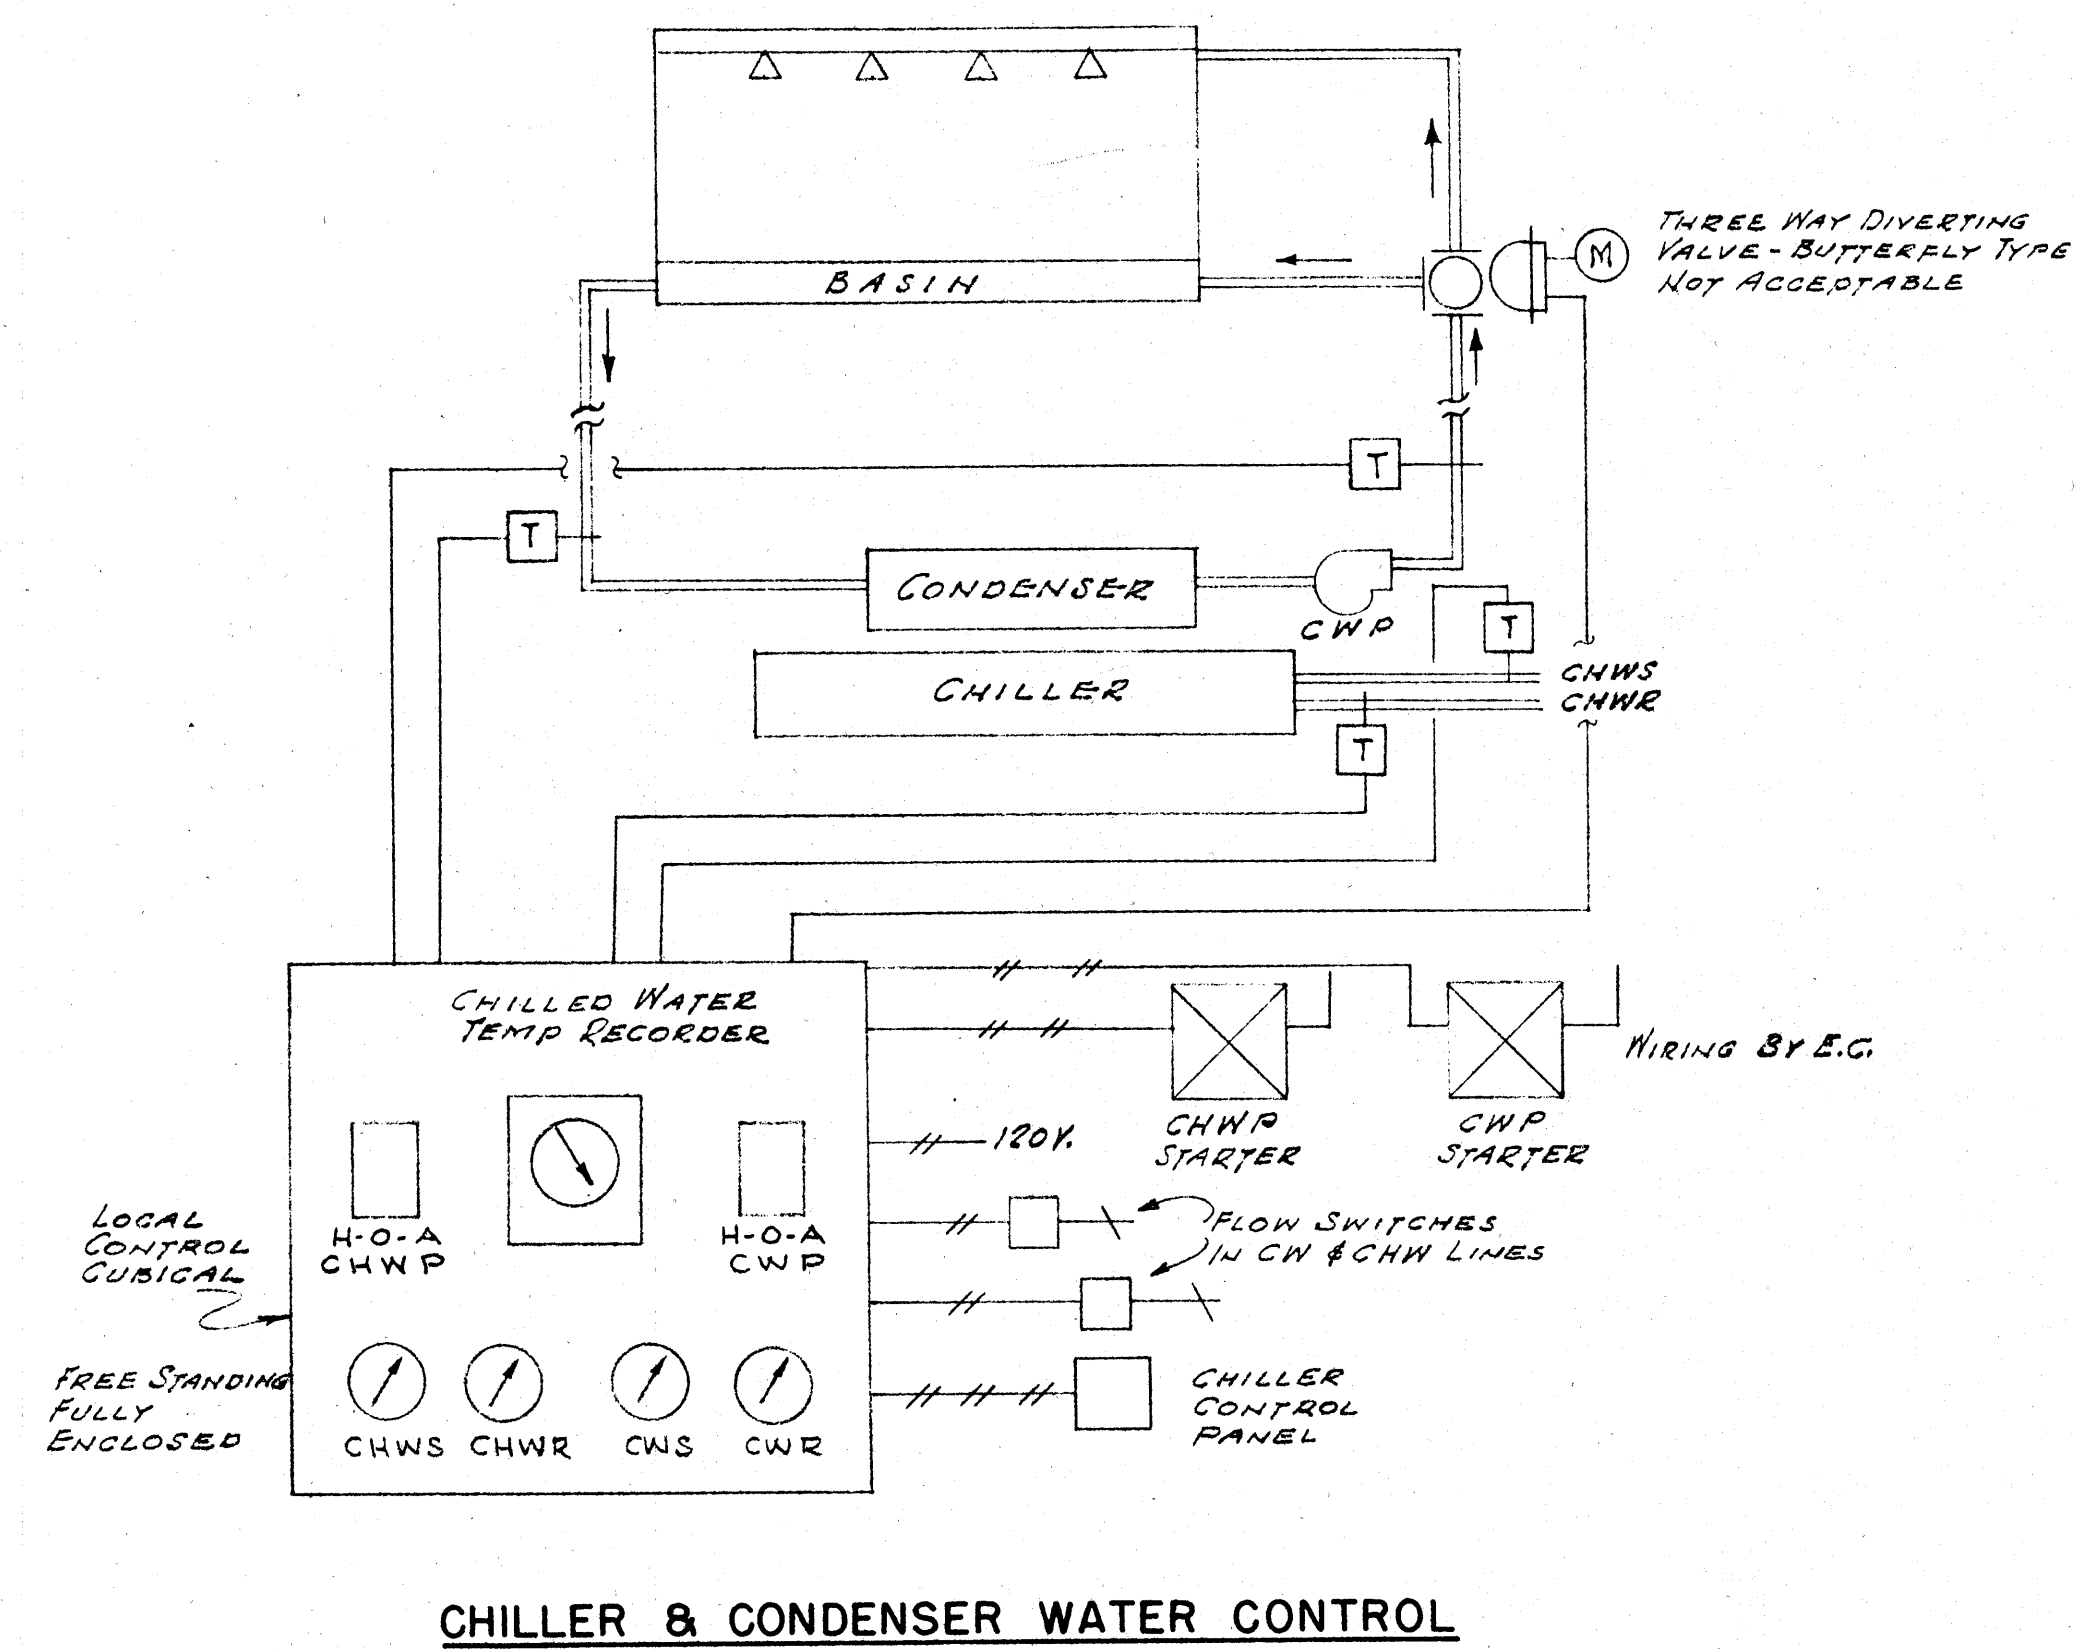 THREE WAY DIVERTING
VALVE - BUTTERFLY TYPE
NOT ACCEPTABLE
M
BASIN
T
T
CONDENSER
CWP
T
CHWS
CHWR
CHILLER
T
CHILLED WATER
TEMP RECORDER
WIRING BY E.C.
CHWP
STARTER
CWP
STARTER
120V.
LOCAL
CONTROL
CUBICAL
H-O-A
CHWP
H-O-A
CWP
FLOW SWITCHES
IN CW & CHW LINES
FREE STANDING
FULLY
ENCLOSED
CHWS
CHWR
CWS
CWR
CHILLER
CONTROL
PANEL
CHILLER & CONDENSER WATER CONTROL